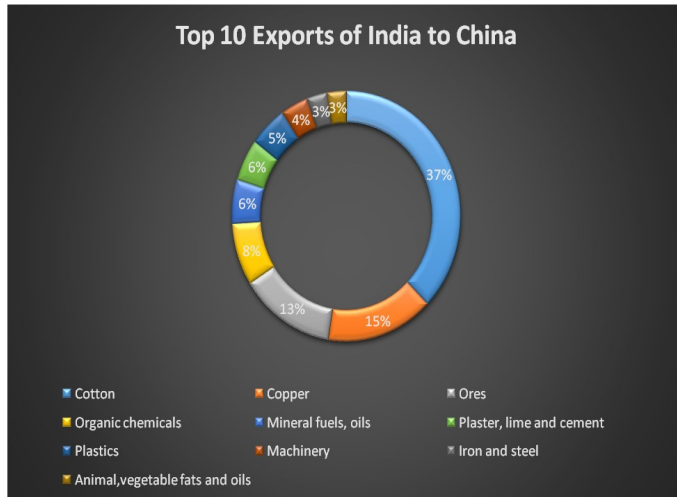 Top 10 Exports of India to China
3%
3%
4%
5%
37%
6%
6%
8%
13%
15%
Cotton
Copper
Ores
Organic chemicals
Mineral fuels, oils
Plaster, lime and cement
Plastics
Machinery
Iron and steel
Animal,vegetable fats and oils